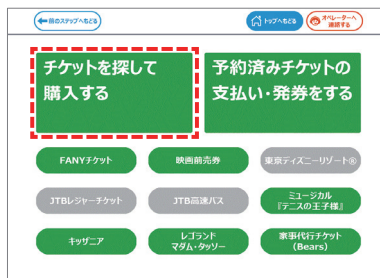 前のステップへもどる
トップへもどる
オペレーターへ
連絡する
チケットを探して
購入する
予約済みチケットの
支払い・発券をする
FANYチケット
映画前売券
東京ディズニーリゾート®
JTBレジャーチケット
JTB高速バス
ミュージカル
『テニスの王子様』
キッザニア
レゴランド
マダム・タッソー
家事代行チケット
(Bears)